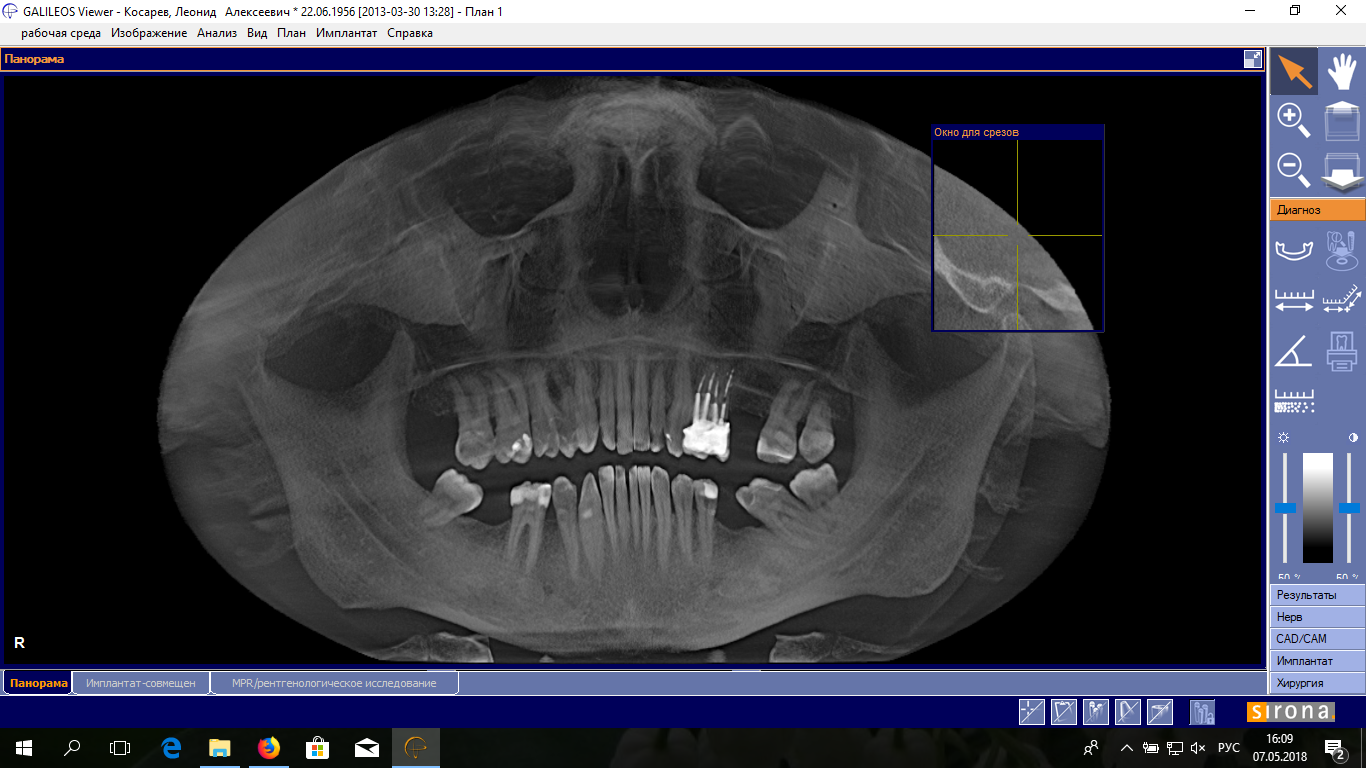 GALILEOS Viewer - Косарев, Леонид   Алексеевич * 22.06.1956 [2013-03-30 13:28] - План 1
рабочая среда Изображение Анализ Вид План Имплантат Справка
Панорама
Окно для срезов
Диагноз
R
50 %
50 %
Результаты
Нерв
CAD/CAM
Имплантат
Хирургия
Панорама
Имплантат-совмещен
MPR/рентгенологическое исследование
sirona.
РУС
16:09
07.05.2018
2